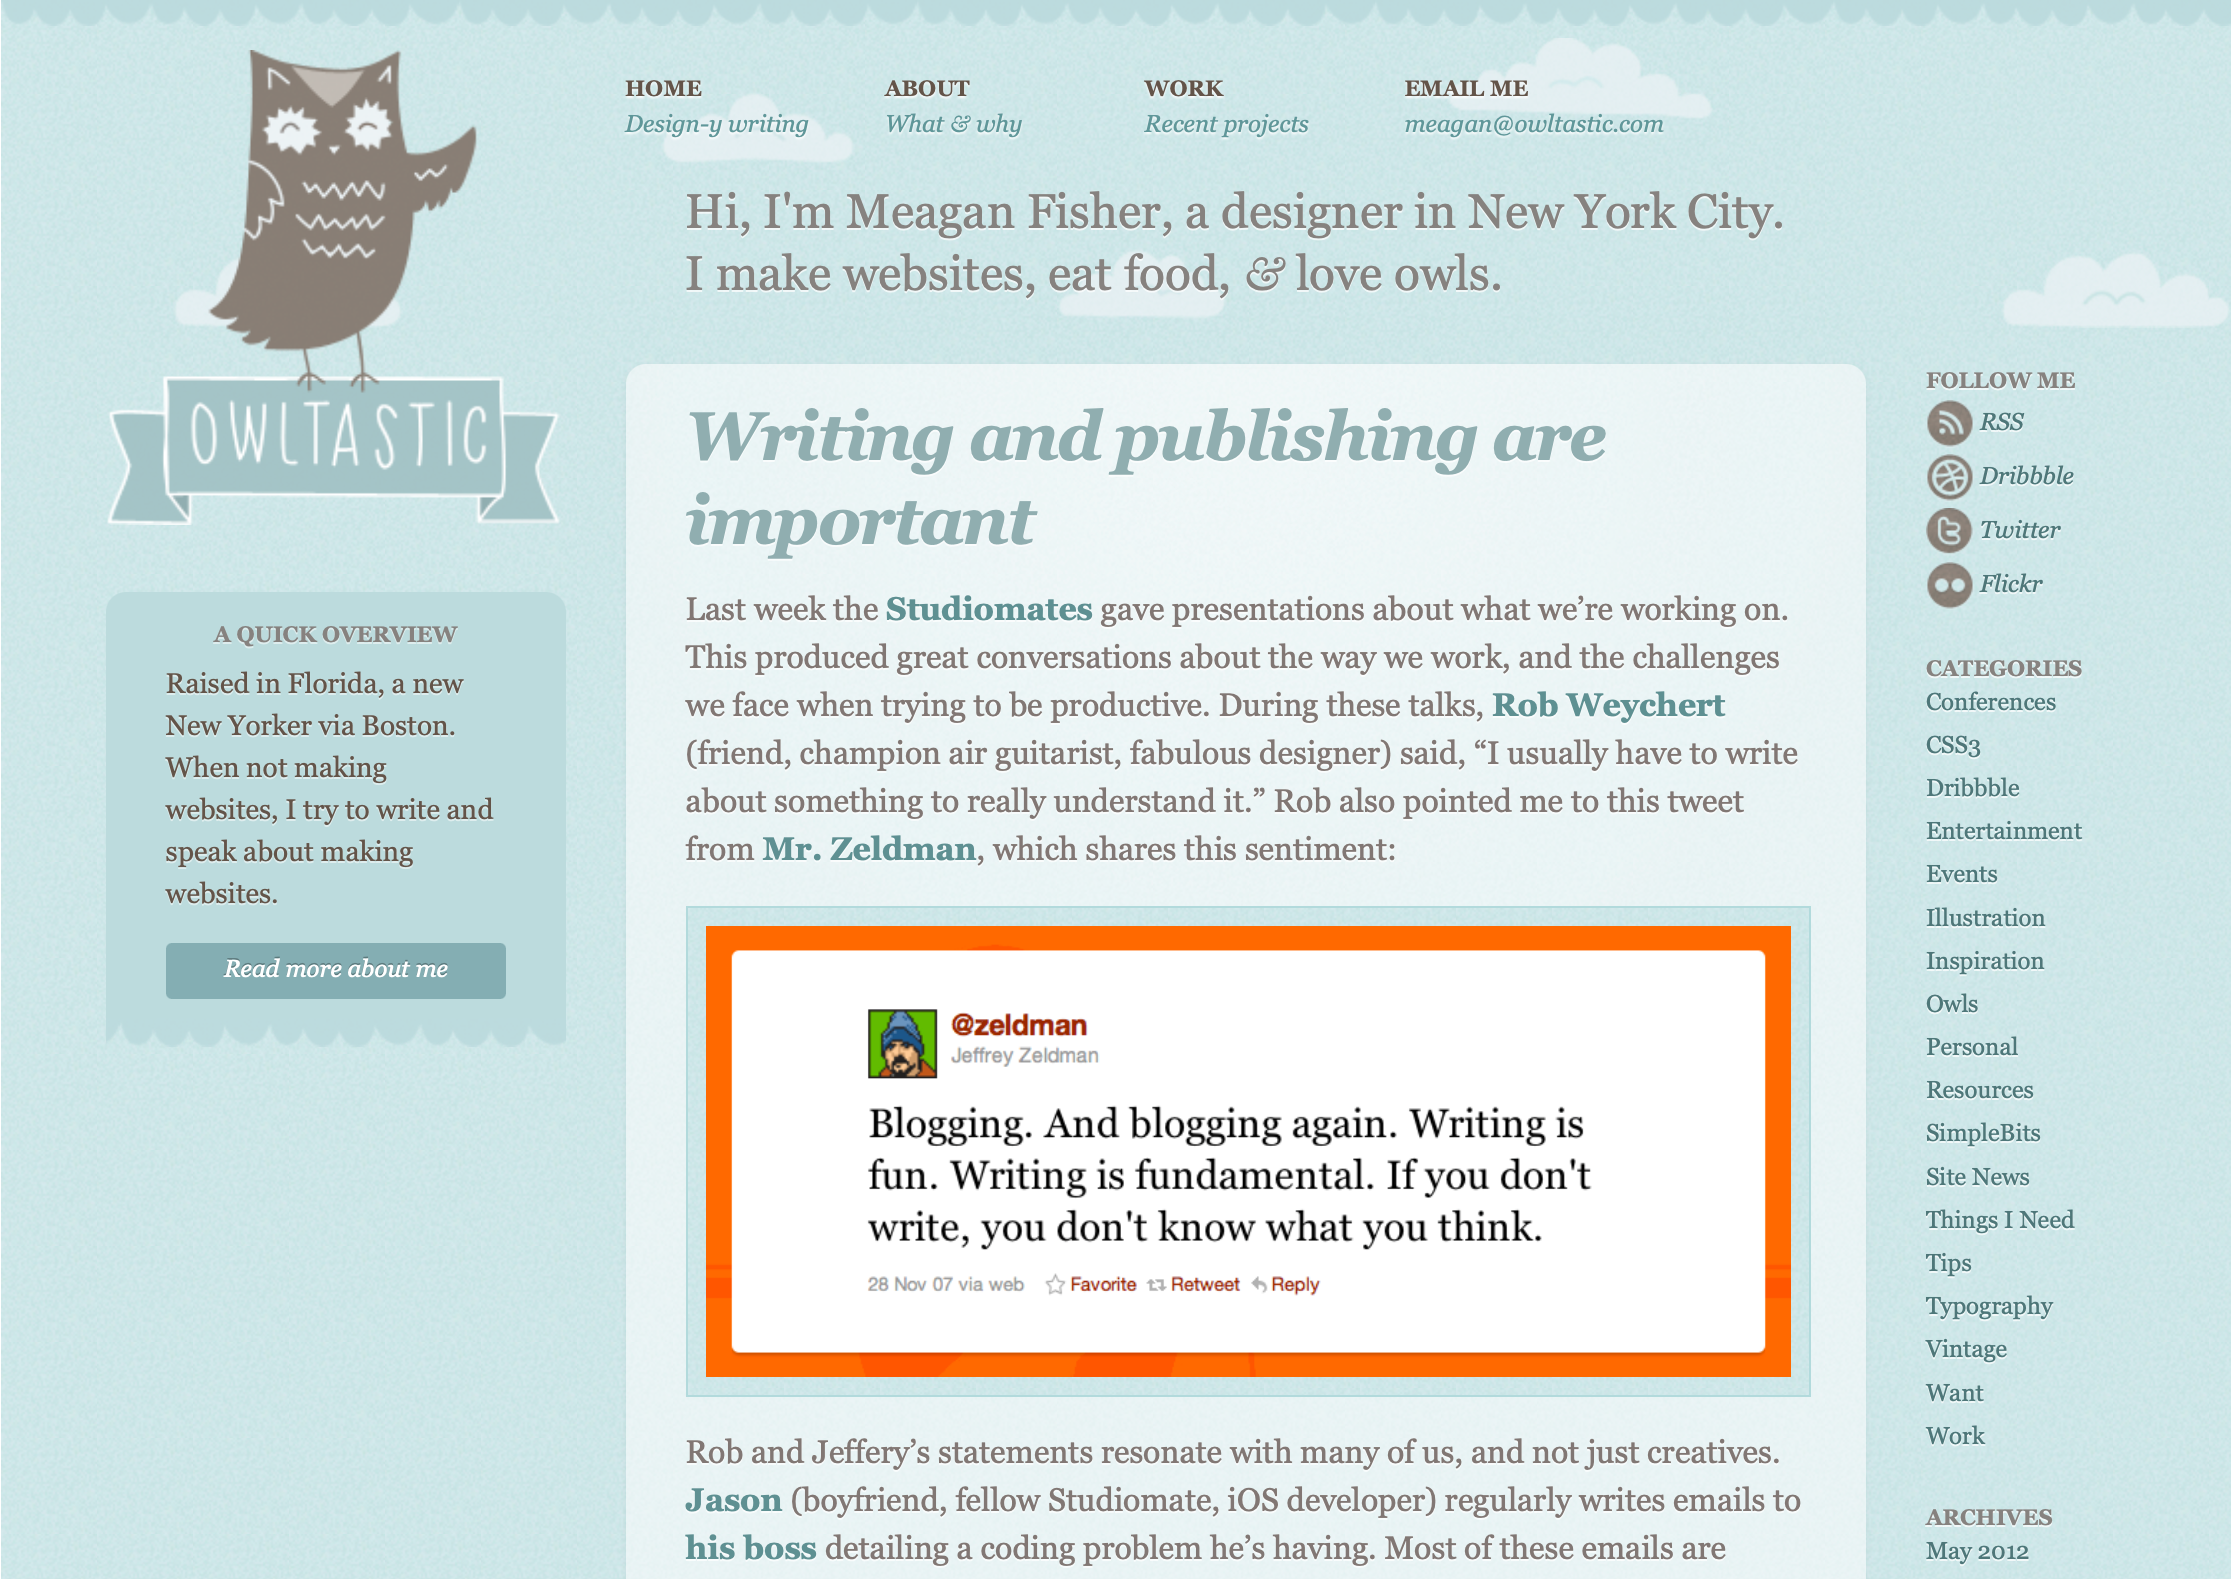 HOME
Design-y writing
ABOUT
What & why
WORK
Recent projects
EMAIL ME
meagan@owltastic.com
Hi, I'm Meagan Fisher, a designer in New York City.
I make websites, eat food, & love owls.
OWLTASTIC
A QUICK OVERVIEW
Raised in Florida, a new
New Yorker via Boston.
When not making
websites, I try to write and
speak about making
websites.
Read more about me
Writing and publishing are
important
Last week the Studiomates gave presentations about what we’re working on.
This produced great conversations about the way we work, and the challenges
we face when trying to be productive. During these talks, Rob Weychert
(friend, champion air guitarist, fabulous designer) said, “I usually have to write
about something to really understand it.” Rob also pointed me to this tweet
from Mr. Zeldman, which shares this sentiment:
@zeldman
Jeffrey Zeldman
Blogging. And blogging again. Writing is
fun. Writing is fundamental. If you don't
write, you don't know what you think.
28 Nov 07 via web Favorite Retweet Reply
Rob and Jeffery’s statements resonate with many of us, and not just creatives.
Jason (boyfriend, fellow Studiomate, iOS developer) regularly writes emails to
his boss detailing a coding problem he’s having. Most of these emails are
FOLLOW ME
RSS
Dribbble
Twitter
Flickr
CATEGORIES
Conferences
CSS3
Dribbble
Entertainment
Events
Illustration
Inspiration
Owls
Personal
Resources
SimpleBits
Site News
Things I Need
Tips
Typography
Vintage
Want
Work
ARCHIVES
May 2012